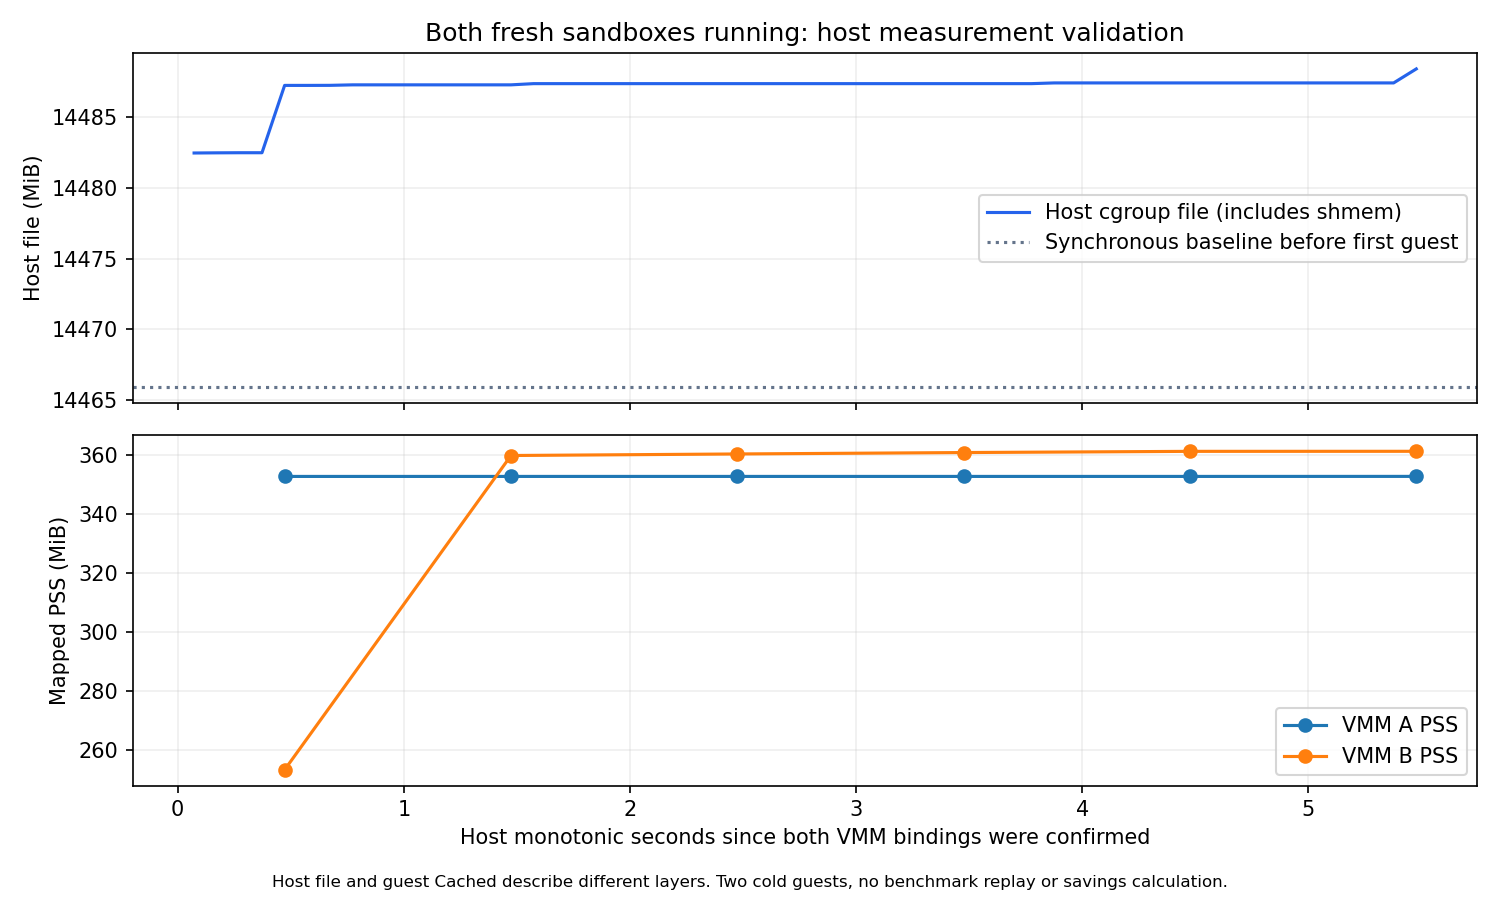 Both fresh sandboxes running: host measurement validation
Host file (MiB)
14485
14480
14475
14470
14465
Host cgroup file (includes shmem)
Synchronous baseline before first guest
Mapped PSS (MiB)
360
340
320
300
280
260
VMM A PSS
VMM B PSS
0 1 2 3 4 5
Host monotonic seconds since both VMM bindings were confirmed
Host file and guest Cached describe different layers. Two cold guests, no benchmark replay or savings calculation.